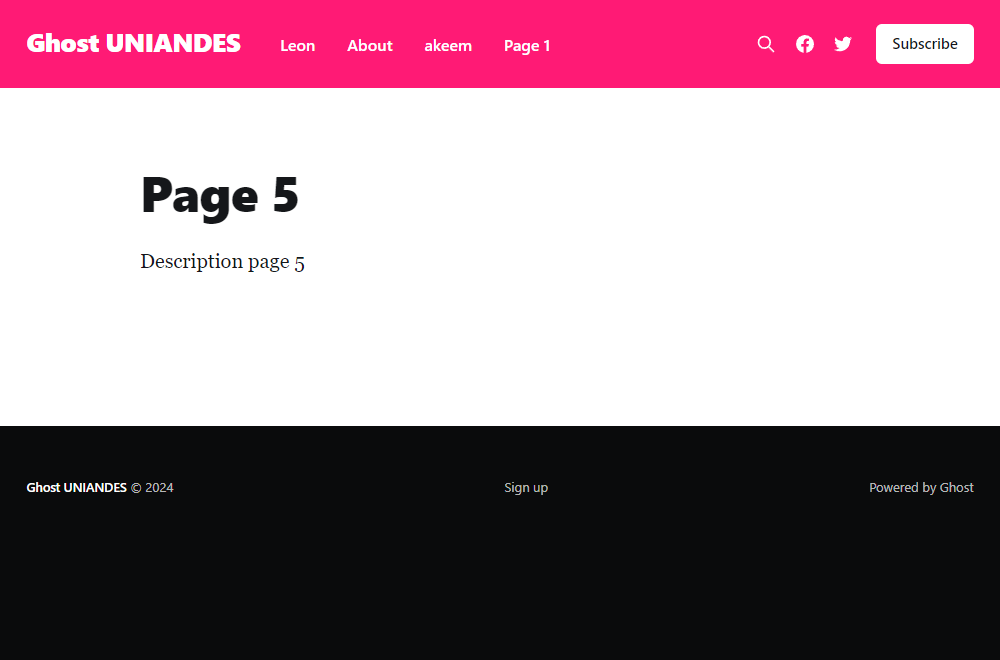 Ghost UNIANDES Leon About akeem Page 1 Subscribe
Page 5
Description page 5
Ghost UNIANDES © 2024 Sign up Powered by Ghost